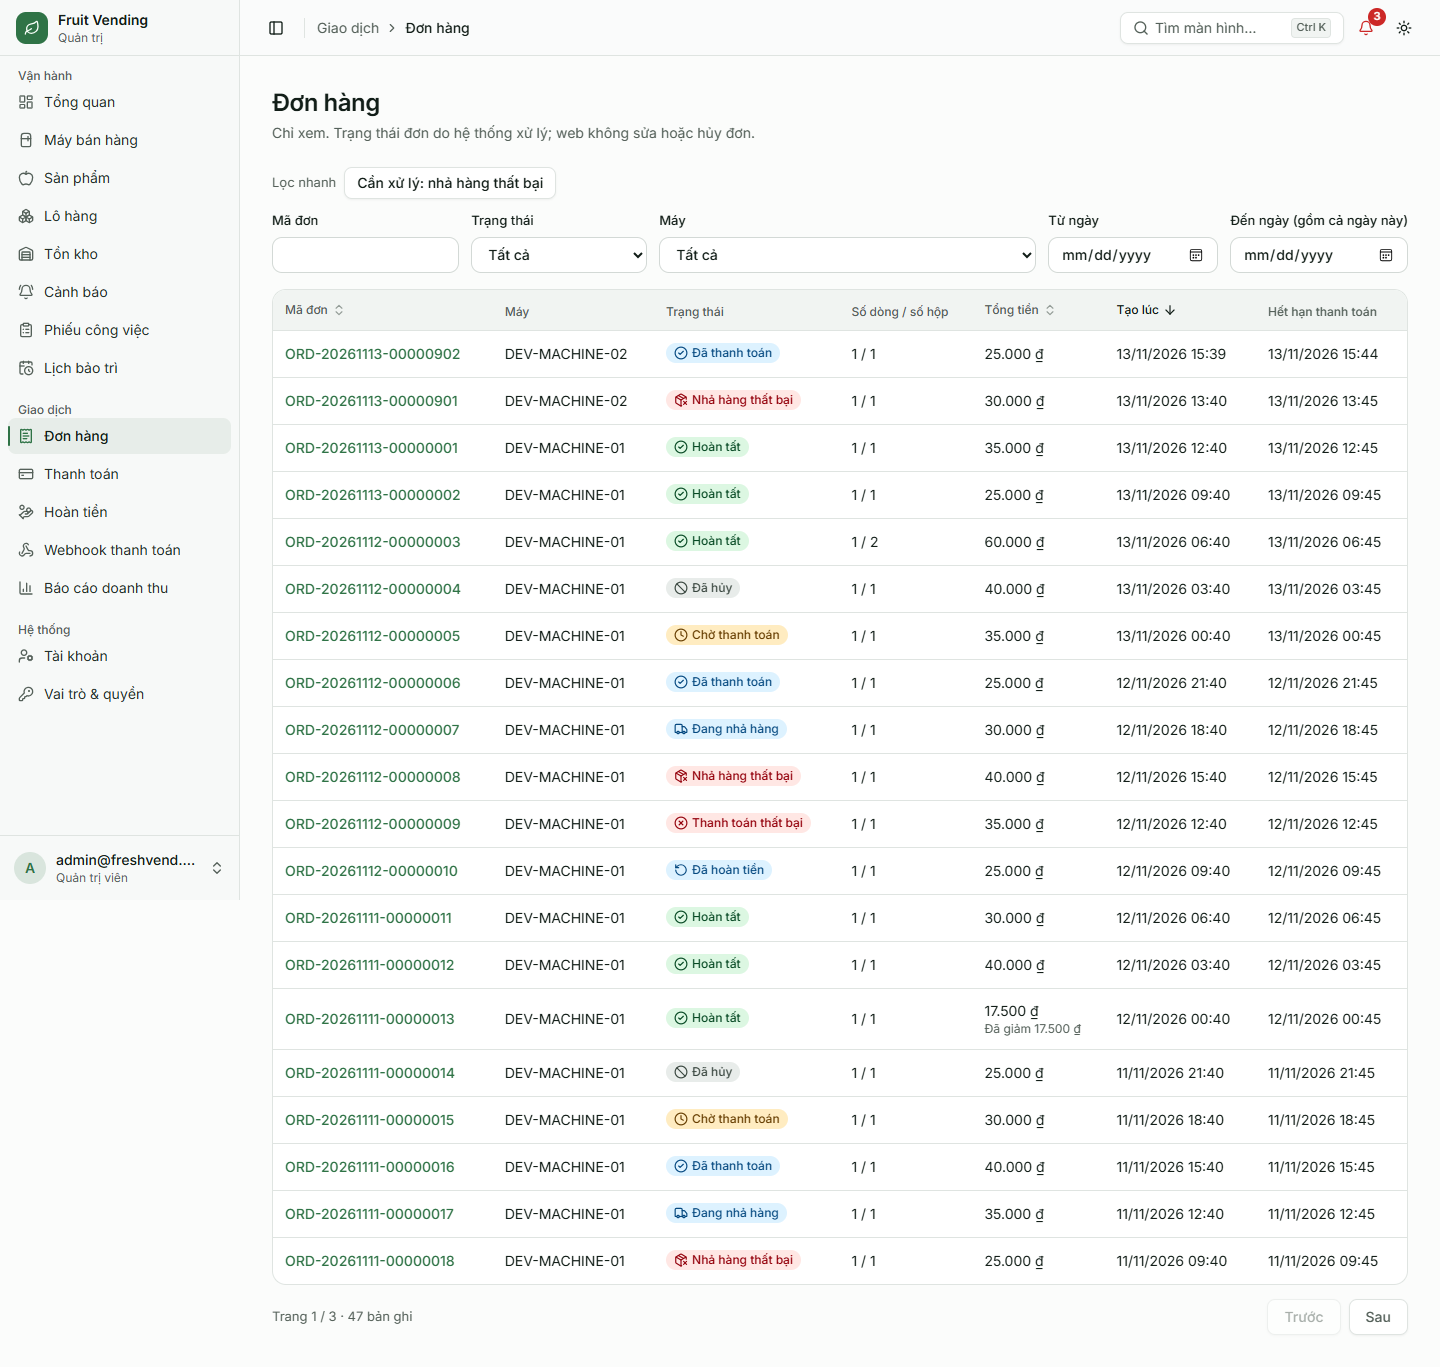 Fruit Vending
Quản trị
Vận hành
Tổng quan
Máy bán hàng
Sản phẩm
Lô hàng
Tồn kho
Cảnh báo
Phiếu công việc
Lịch bảo trì
Giao dịch
Đơn hàng
Thanh toán
Hoàn tiền
Webhook thanh toán
Báo cáo doanh thu
Hệ thống
Tài khoản
Vai trò & quyền
A
admin@freshvend....
Quản trị viên
Giao dịch > Đơn hàng
Tìm màn hình... Ctrl K
3
Đơn hàng
Chỉ xem. Trạng thái đơn do hệ thống xử lý; web không sửa hoặc hủy đơn.
Lọc nhanh Cần xử lý: nhả hàng thất bại
Mã đơn Trạng thái Máy Từ ngày Đến ngày (gồm cả ngày này)
Tất cả Tất cả mm/dd/yyyy mm/dd/yyyy
Mã đơn Máy Trạng thái Số dòng / số hộp Tổng tiền Tạo lúc Hết hạn thanh toán
ORD-20261113-00000902 DEV-MACHINE-02 Đã thanh toán 1 / 1 25.000 ₫ 13/11/2026 15:39 13/11/2026 15:44
ORD-20261113-00000901 DEV-MACHINE-02 Nhả hàng thất bại 1 / 1 30.000 ₫ 13/11/2026 13:40 13/11/2026 13:45
ORD-20261113-00000001 DEV-MACHINE-02 Hoàn tất 1 / 1 35.000 ₫ 13/11/2026 12:40 13/11/2026 12:45
ORD-20261113-00000002 DEV-MACHINE-01 Hoàn tất 1 / 1 25.000 ₫ 13/11/2026 09:40 13/11/2026 09:45
ORD-20261112-00000003 DEV-MACHINE-01 Hoàn tất 1 / 2 60.000 ₫ 13/11/2026 06:40 13/11/2026 06:45
ORD-20261112-00000004 DEV-MACHINE-01 Đã hủy 1 / 1 40.000 ₫ 13/11/2026 03:40 13/11/2026 03:45
ORD-20261112-00000005 DEV-MACHINE-01 Chờ thanh toán 1 / 1 35.000 ₫ 13/11/2026 00:40 13/11/2026 00:45
ORD-20261112-00000006 DEV-MACHINE-01 Đã thanh toán 1 / 1 25.000 ₫ 12/11/2026 21:40 12/11/2026 21:45
ORD-20261112-00000007 DEV-MACHINE-01 Đang nhả hàng 1 / 1 30.000 ₫ 12/11/2026 18:40 12/11/2026 18:45
ORD-20261112-00000008 DEV-MACHINE-01 Nhả hàng thất bại 1 / 1 40.000 ₫ 12/11/2026 15:40 12/11/2026 15:45
ORD-20261112-00000009 DEV-MACHINE-01 Thanh toán thất bại 1 / 1 35.000 ₫ 12/11/2026 12:40 12/11/2026 12:45
ORD-20261112-00000010 DEV-MACHINE-01 Đã hoàn tiền 1 / 1 25.000 ₫ 12/11/2026 09:40 12/11/2026 09:45
ORD-20261111-00000011 DEV-MACHINE-01 Hoàn tất 1 / 1 30.000 ₫ 12/11/2026 06:40 12/11/2026 06:45
ORD-20261111-00000012 DEV-MACHINE-01 Hoàn tất 1 / 1 40.000 ₫ 12/11/2026 03:40 12/11/2026 03:45
ORD-20261111-00000013 DEV-MACHINE-01 Hoàn tất 1 / 1 17.500 ₫ 12/11/2026 00:40 12/11/2026 00:45
Đã giảm 17.500 ₫
ORD-20261111-00000014 DEV-MACHINE-01 Đã hủy 1 / 1 25.000 ₫ 11/11/2026 21:40 11/11/2026 21:45
ORD-20261111-00000015 DEV-MACHINE-01 Chờ thanh toán 1 / 1 30.000 ₫ 11/11/2026 18:40 11/11/2026 18:45
ORD-20261111-00000016 DEV-MACHINE-01 Đã thanh toán 1 / 1 40.000 ₫ 11/11/2026 15:40 11/11/2026 15:45
ORD-20261111-00000017 DEV-MACHINE-01 Đang nhả hàng 1 / 1 35.000 ₫ 11/11/2026 12:40 11/11/2026 12:45
ORD-20261111-00000018 DEV-MACHINE-01 Nhả hàng thất bại 1 / 1 25.000 ₫ 11/11/2026 09:40 11/11/2026 09:45
Trang 1 / 3 · 47 bản ghi Trước Sau